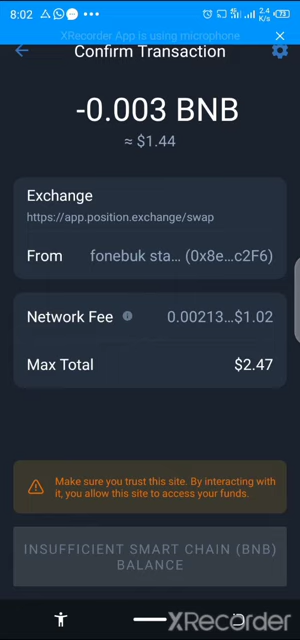 8:02
2.4
K/s
73
XRecorder App is using microphone
Confirm Transaction
-0.003 BNB
≈ $1.44
Exchange
https://app.position.exchange/swap
From fonebuk sta... (0x8e...c2F6)
Network Fee 0.00213...$1.02
Max Total $2.47
Make sure you trust this site. By interacting with
it, you allow this site to access your funds.
INSUFFICIENT SMART CHAIN (BNB)
BALANCE
XRecorder